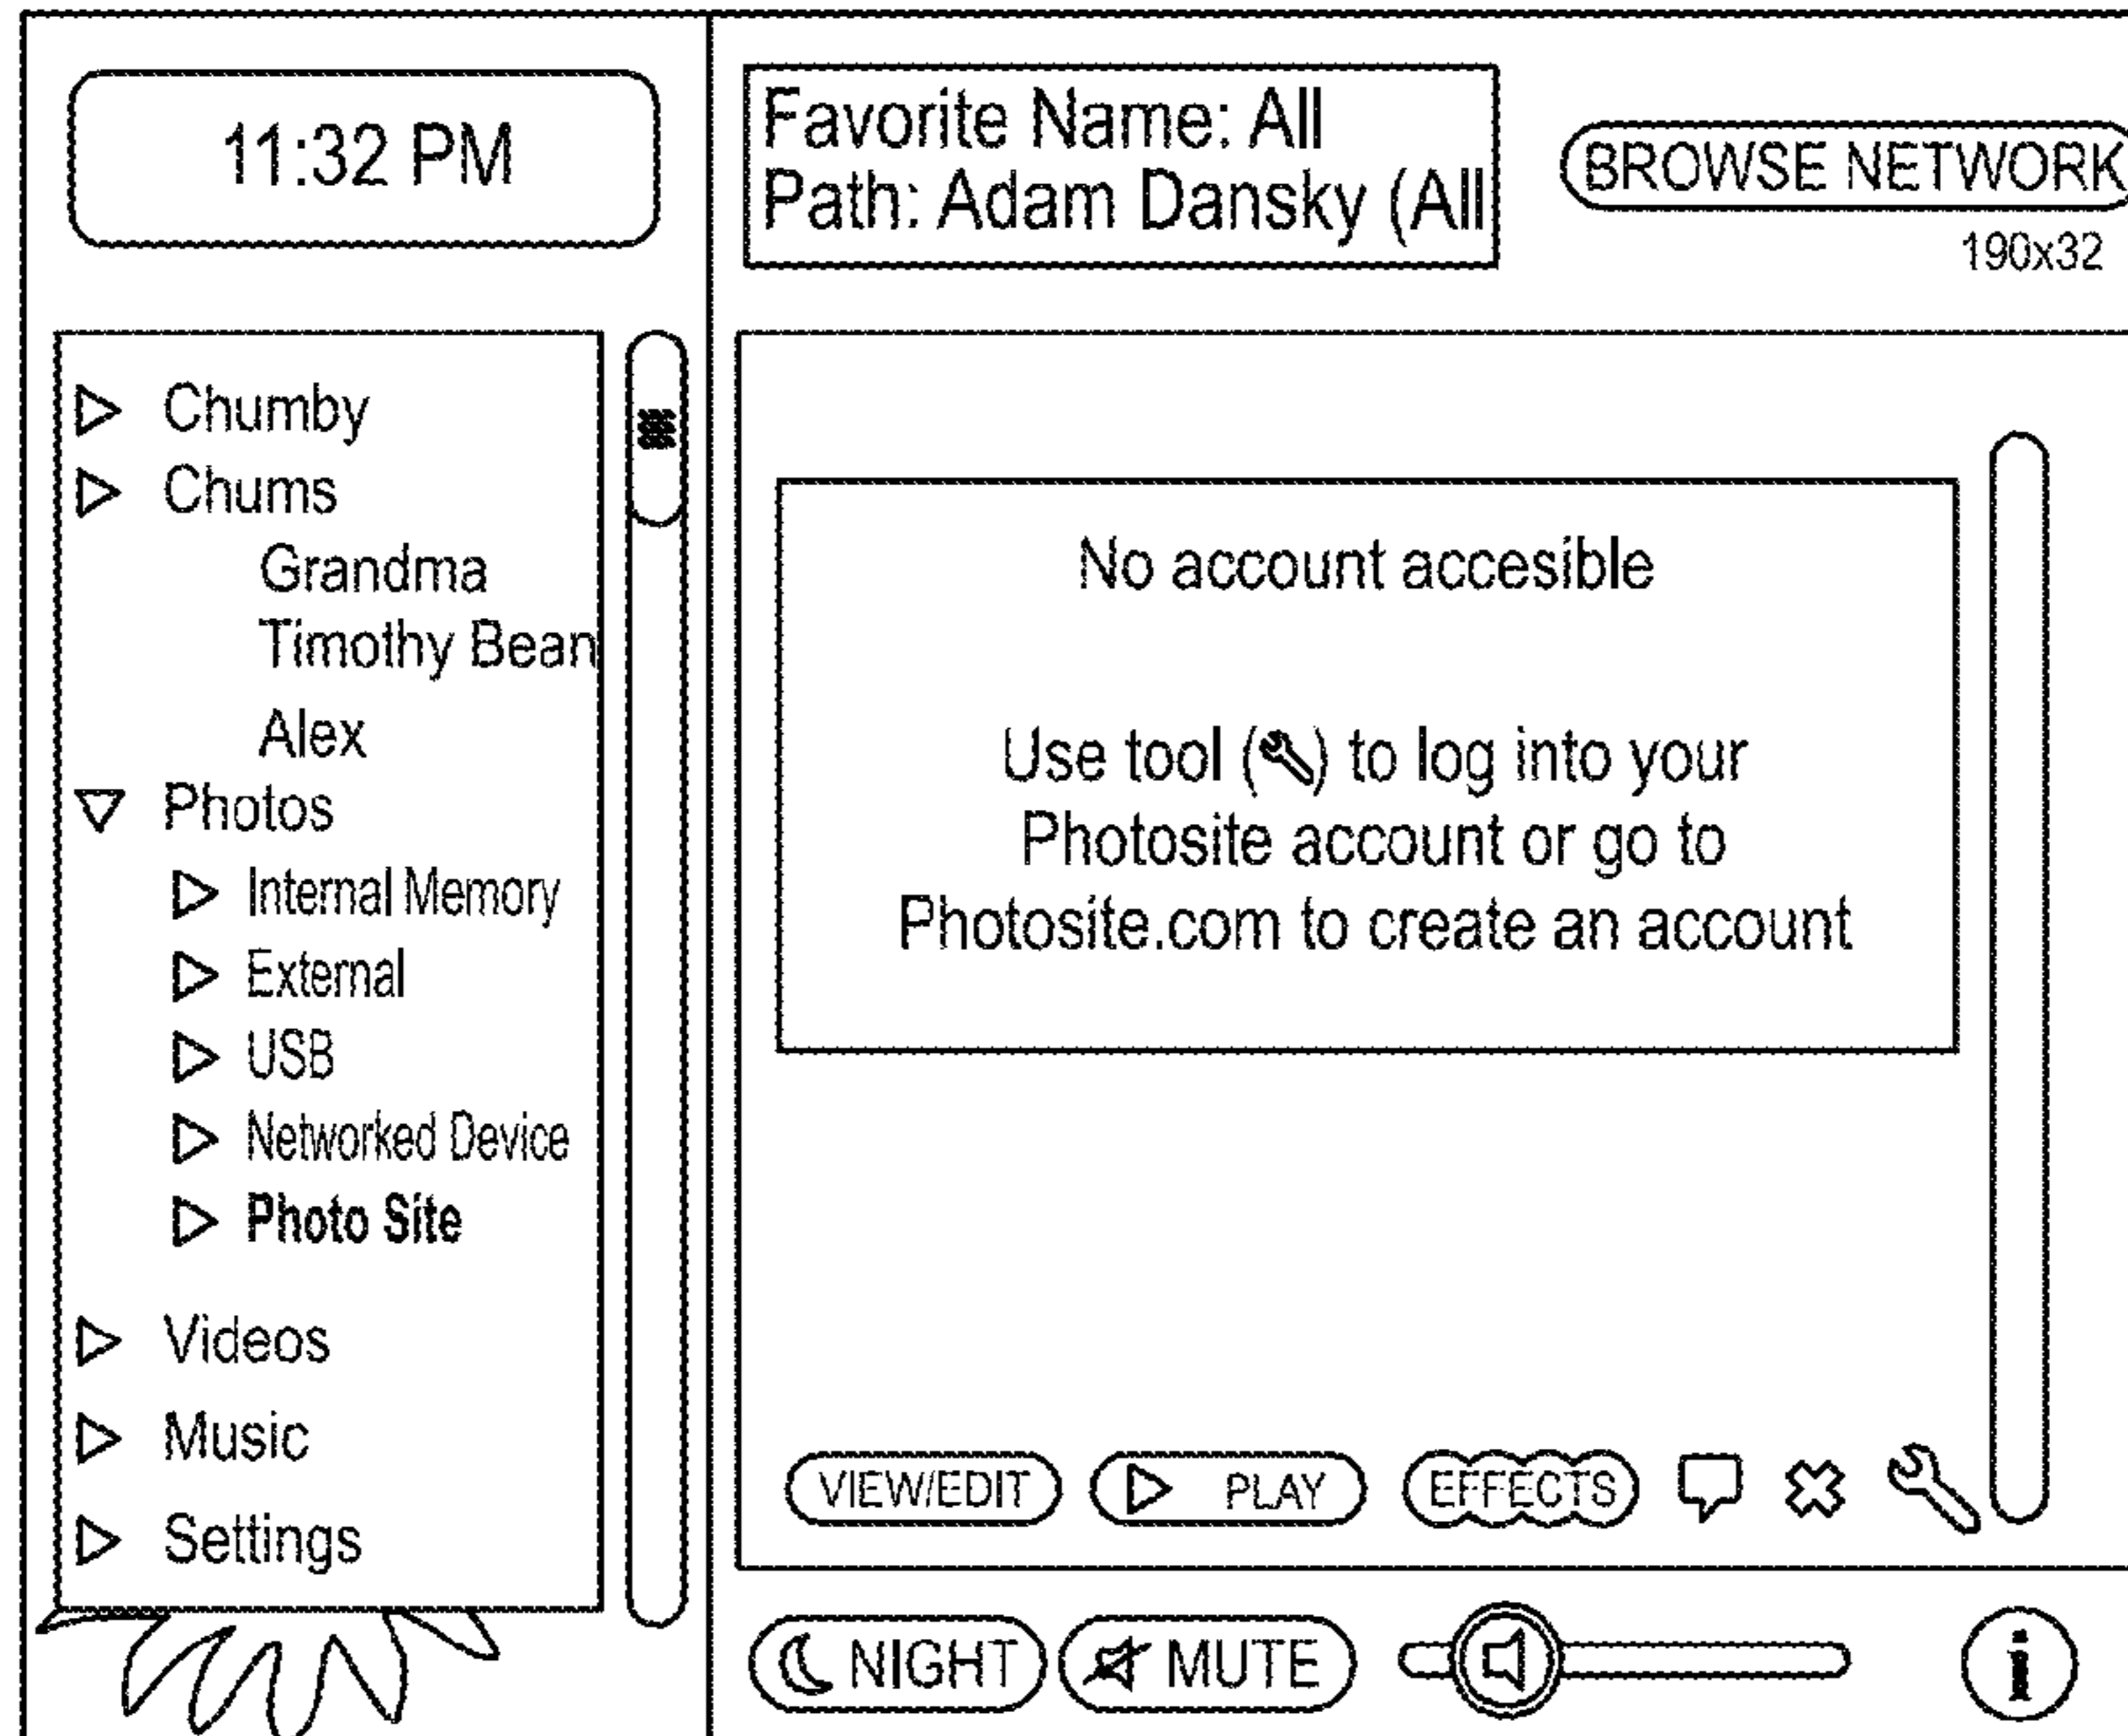 11:32 PM
Chumby
Chums
Grandma
Timothy Bean
Alex
Photos
Internal Memory
External
USB
Networked Device
Photo Site
Videos
Music
Settings
Favorite Name: All
Path: Adam Dansky (All
BROWSE NETWORK
190x32
No account accesible
Use tool () to log into your
Photosite account or go to
Photosite.com to create an account
VIEW/EDIT PLAY EFFECTS
NIGHT MUTE i